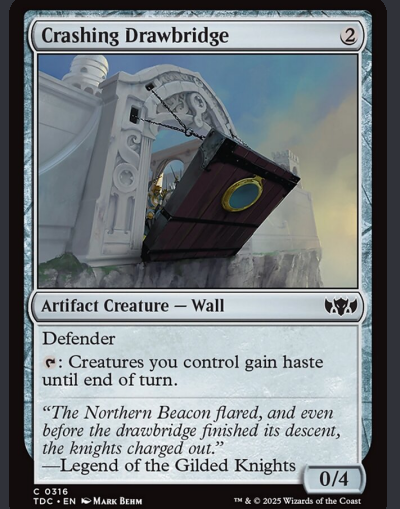 Crashing Drawbridge 2
Artifact Creature — Wall
Defender
: Creatures you control gain haste
until end of turn.
“The Northern Beacon flared, and even
before the drawbridge finished its descent,
the knights charged out.”
—Legend of the Gilded Knights
0/4
C 0316
TDC • EN Mark Behm
™ & © 2025 Wizards of the Coast